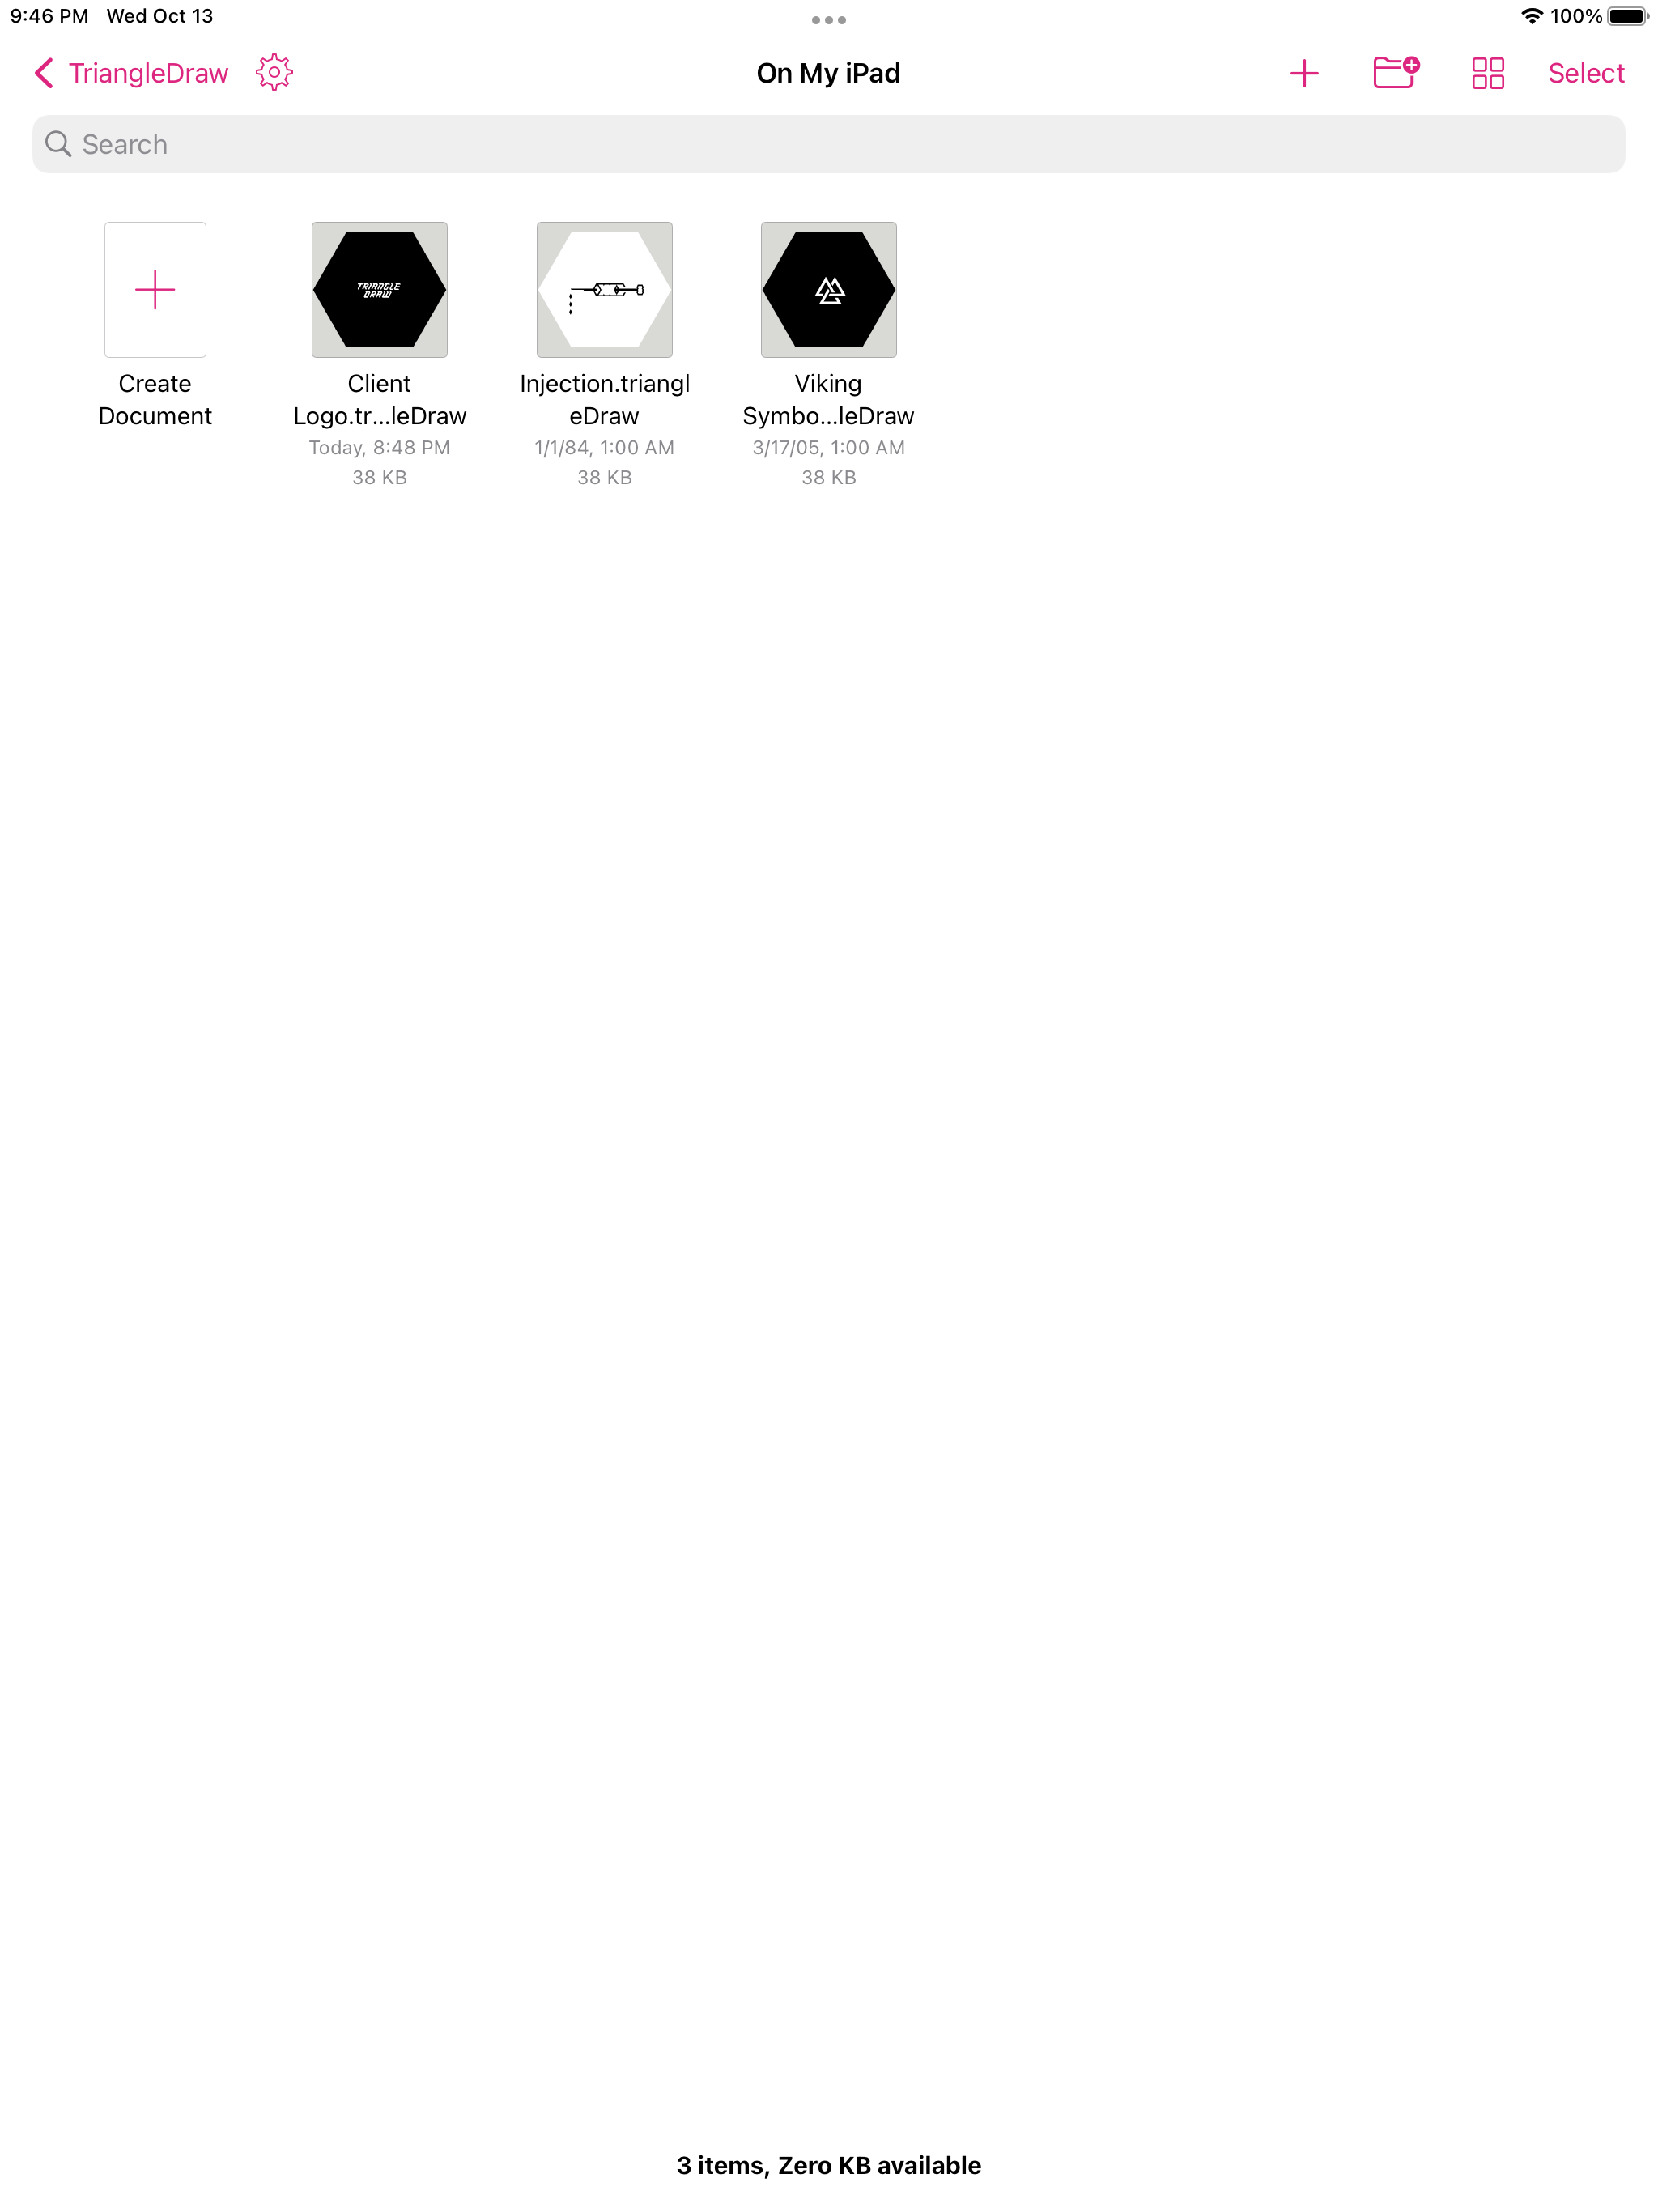 9:46 PM Wed Oct 13
100%
TriangleDraw
On My iPad
Select
Search
TRIANGLE
DRAW
Create
Document
Client
Logo.tr...leDraw
Today, 8:48 PM
38 KB
Injection.triangl
eDraw
1/1/84, 1:00 AM
38 KB
Viking
Symbo...leDraw
3/17/05, 1:00 AM
38 KB
3 items, Zero KB available